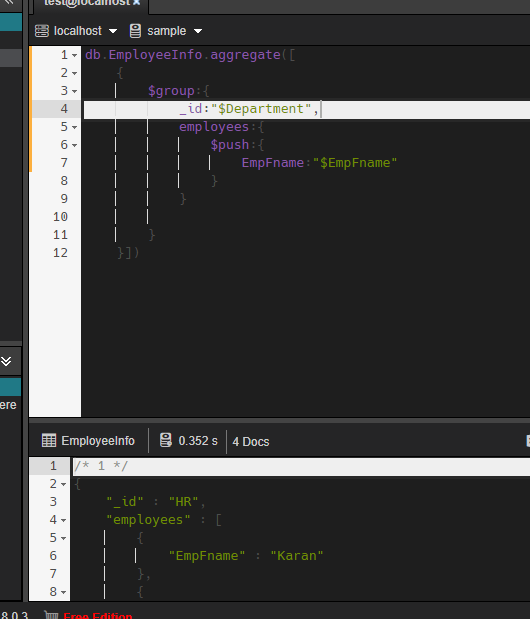 test@localhost ×
localhost sample
1 db.EmployeeInfo.aggregate([
2 {
3 $group:{
4 _id:"$Department",
5 employees:{
6 $push:{
7 EmpFname:"$EmpFname"
8 }
9 }
10
11 }
12 }])
ere
EmployeeInfo 0.352 s 4 Docs
1 /* 1 */
2 {
3 "_id" : "HR",
4 "employees" : [
5 {
6 "EmpFname" : "Karan"
7 },
8 {
8.0.3 Free Edition